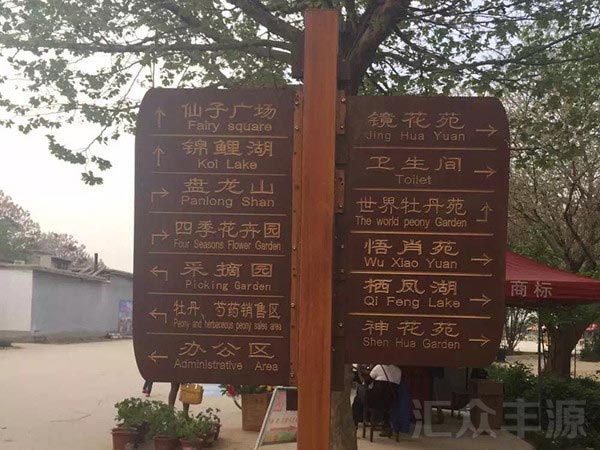 仙子广场
Fairy square
锦鲤湖
Koi Lake
盘龙山
Panlong Shan
四季花卉园
Four Seasons Flower Garden
采摘园
Picking Garden
牡丹、芍药销售区
Peony and herbaceous peony sales area
办公区
Administrative Area
镜花苑
Jing Hua Yuan
卫生间
Toilet
世界牡丹苑
The world peony Garden
悟肖苑
Wu Xiao Yuan
栖凤湖
Qi Feng Lake
神花苑
Shen Hua Garden
商标
汇众丰源